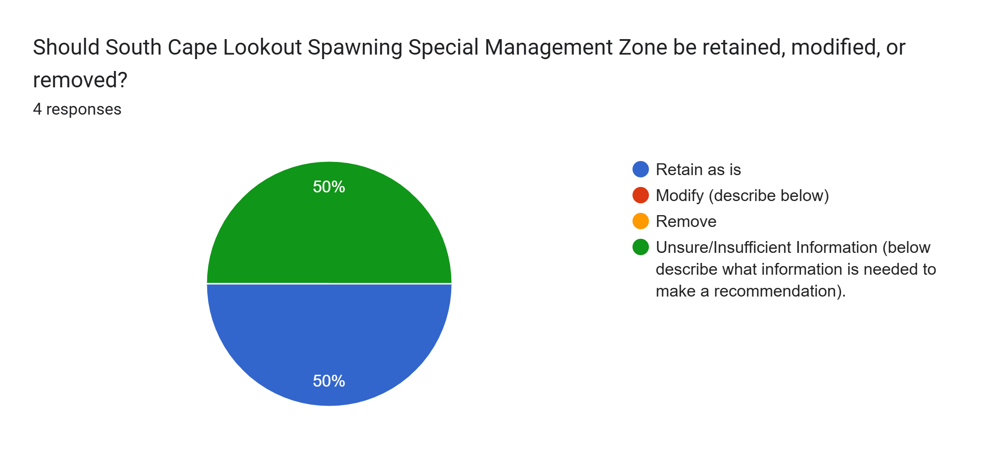 Should South Cape Lookout Spawning Special Management Zone be retained, modified, or
removed?
4 responses
50%
50%
Retain as is
Modify (describe below)
Remove
Unsure/Insufficient Information (below
describe what information is needed to
make a recommendation).